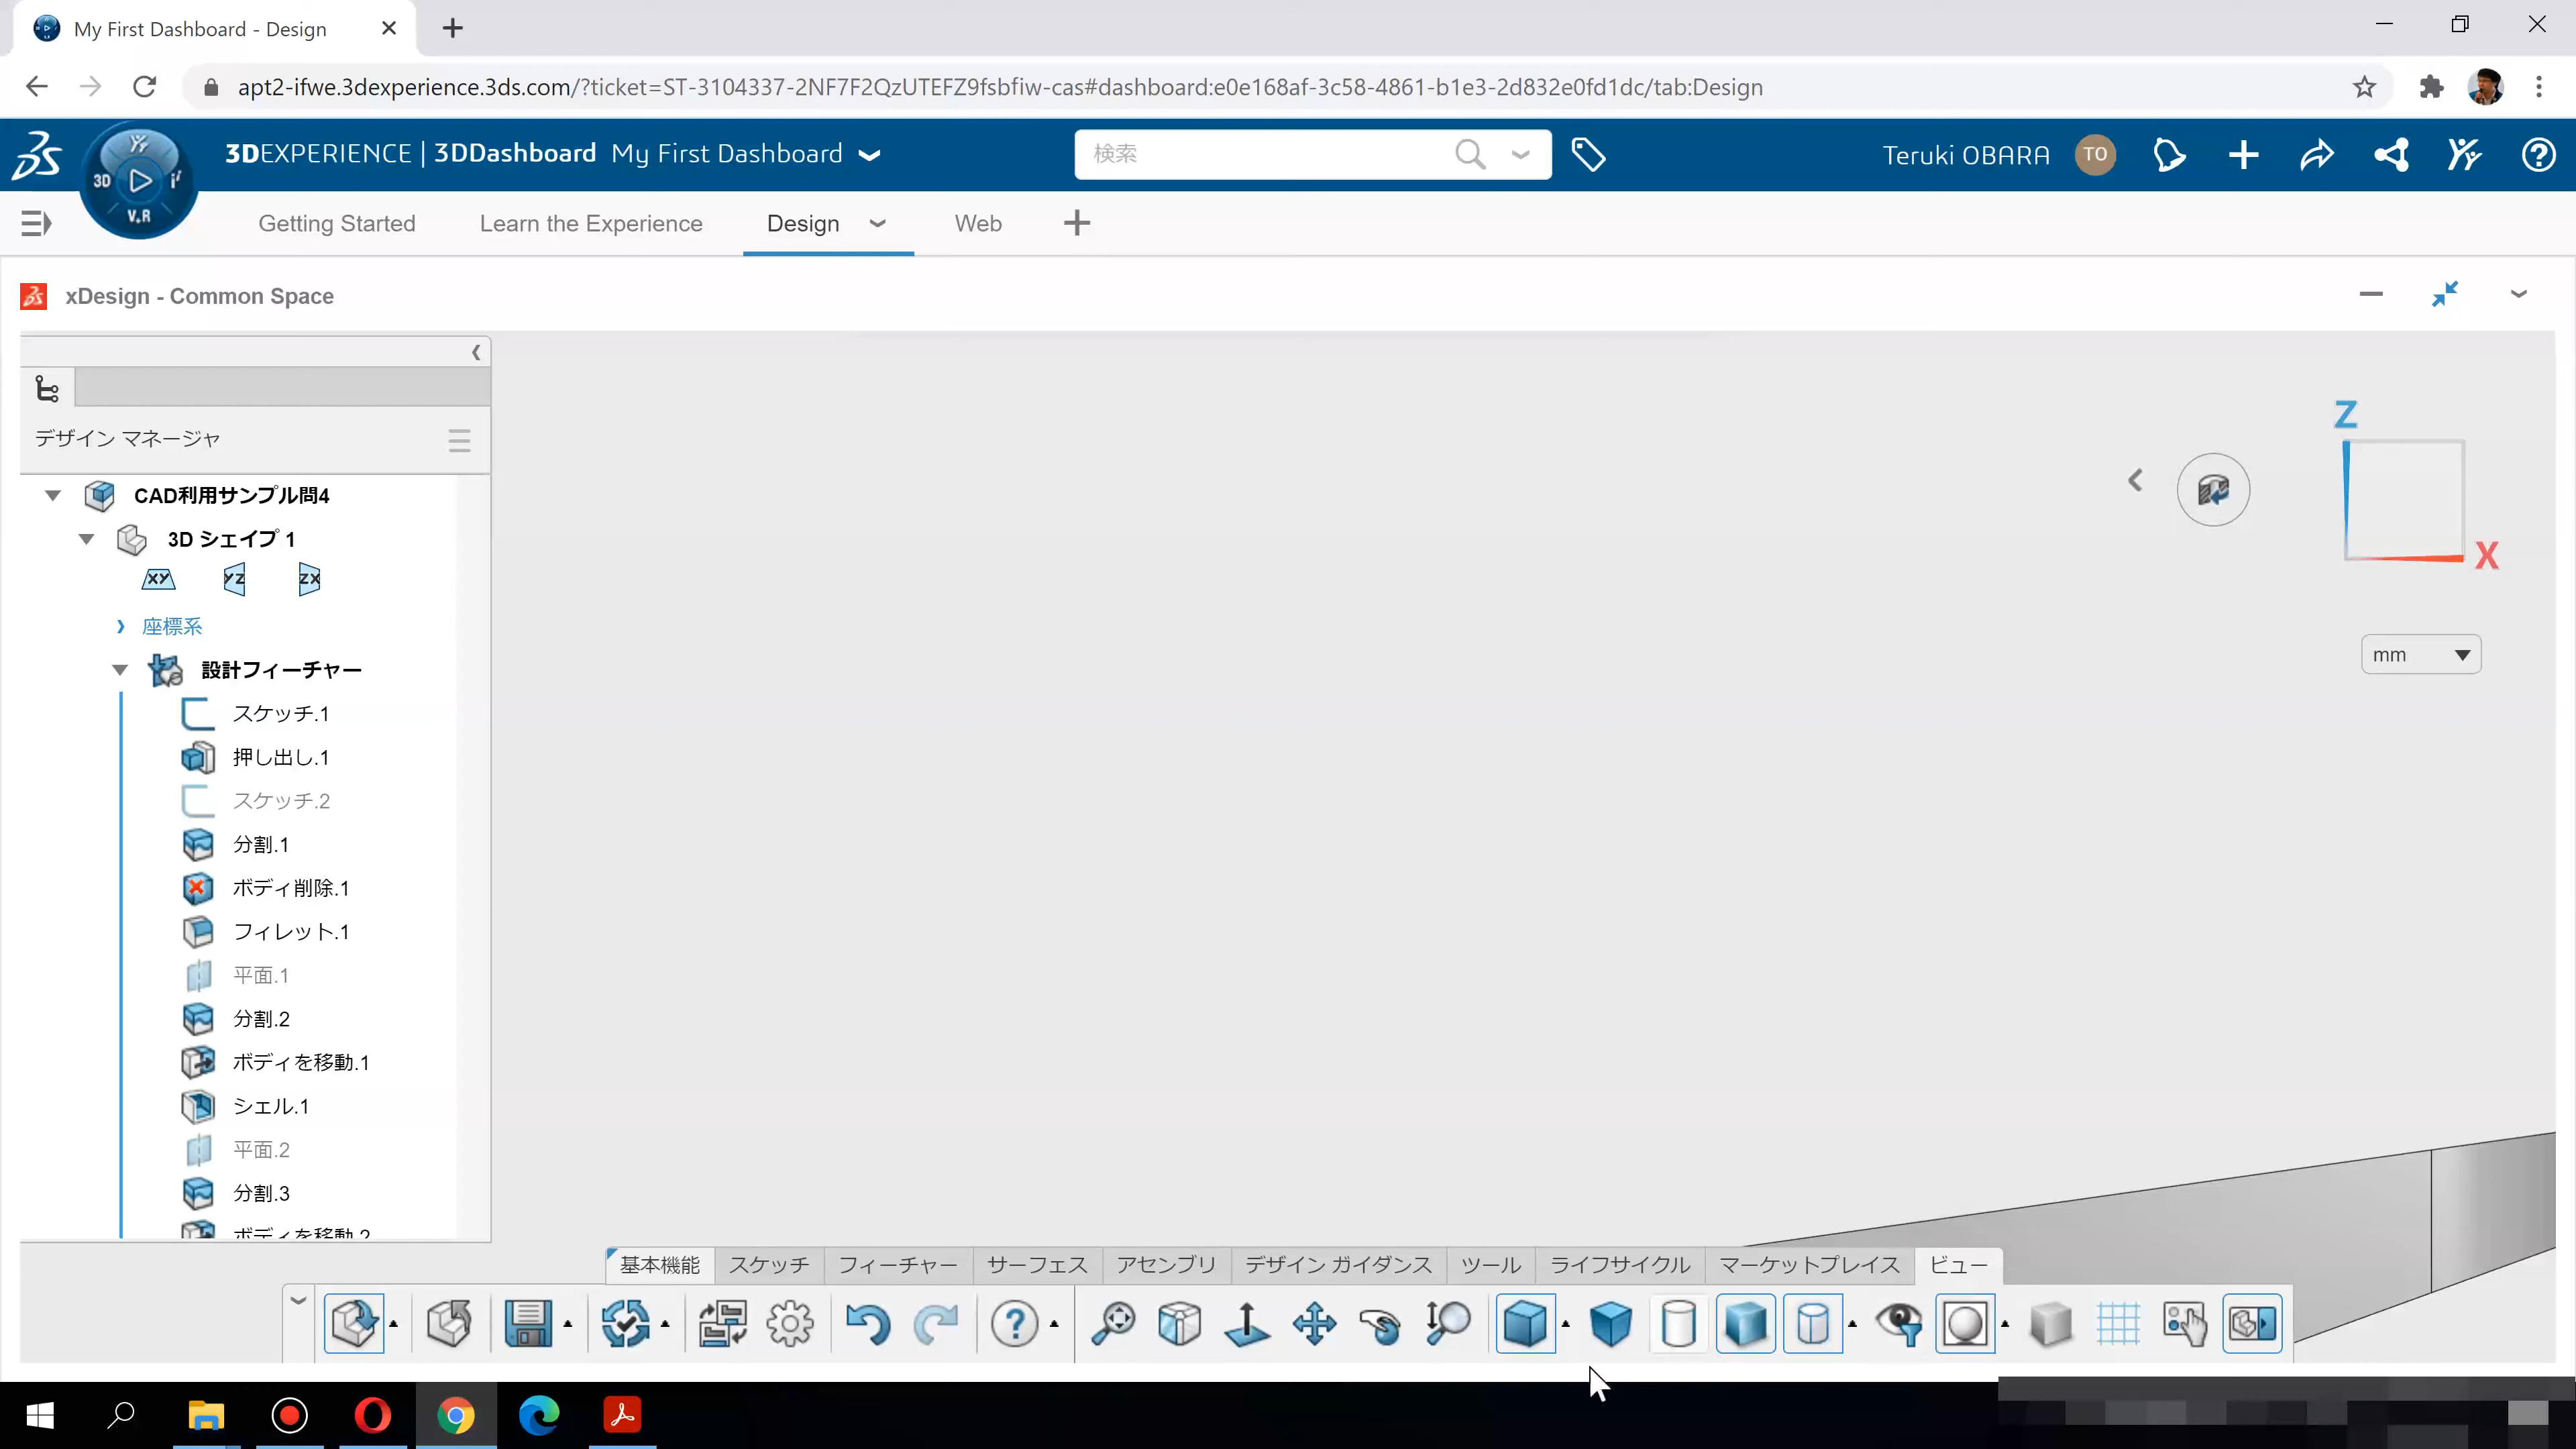 My First Dashboard - Design
apt2-ifwe.3dexperience.3ds.com/?ticket=ST-3104337-2NF7F2QzUTEFZ9fsbfiw-cas#dashboard:e0e168af-3c58-4861-b1e3-2d832e0fd1dc/tab:Design
3DEXPERIENCE | 3DDashboard My First Dashboard
検索
Teruki OBARA TO
3D V.R
Getting Started Learn the Experience Design Web
xDesign - Common Space
デザイン マネージャ
CAD利用サンプル問4
3D シェイプ 1
XY YZ ZX
座標系
設計フィーチャー
スケッチ.1
押し出し.1
スケッチ.2
分割.1
ボディ削除.1
フィレット.1
平面.1
分割.2
ボディを移動.1
シェル.1
平面.2
分割.3
ボディを移動.2
Z
X
mm
基本機能 スケッチ フィーチャー サーフェス アセンブリ デザイン ガイダンス ツール ライフサイクル マーケットプレイス ビュー